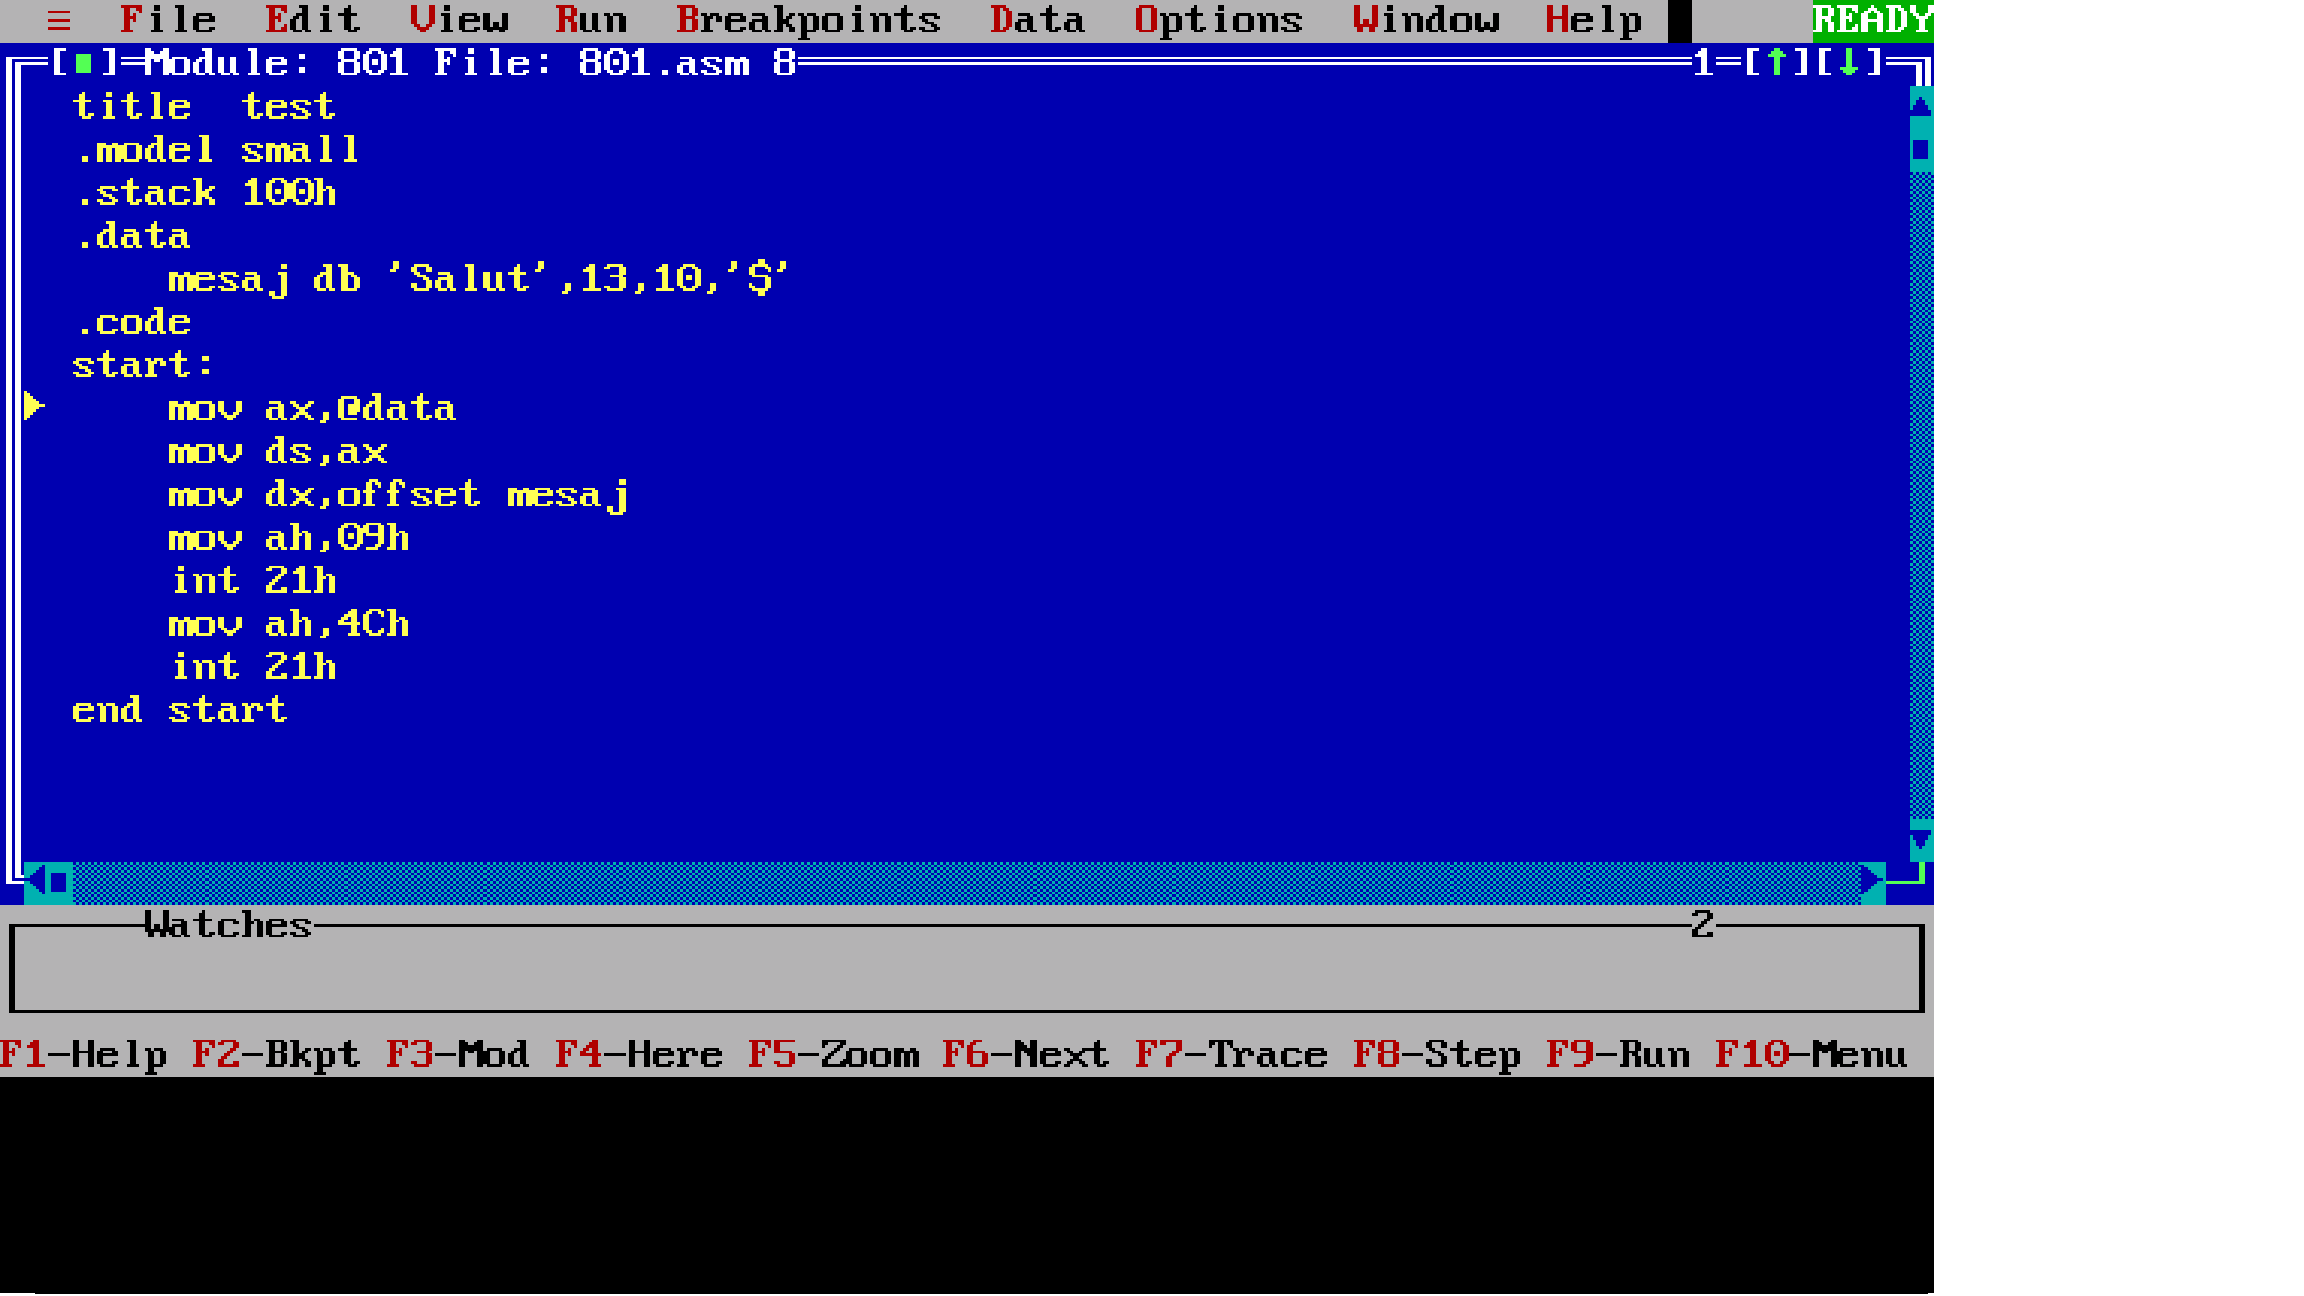 ≡ File Edit View Run Breakpoints Data Options Window Help READY
[■]=Module: 801 File: 801.asm 8 1=[↑][↓]
title  test
.model small
.stack 100h
.data
    mesaj db 'Salut',13,10,'$'
.code
start:
    mov ax,@data
    mov ds,ax
    mov dx,offset mesaj
    mov ah,09h
    int 21h
    mov ah,4Ch
    int 21h
end start
Watches 2
F1-Help F2-Bkpt F3-Mod F4-Here F5-Zoom F6-Next F7-Trace F8-Step F9-Run F10-Menu